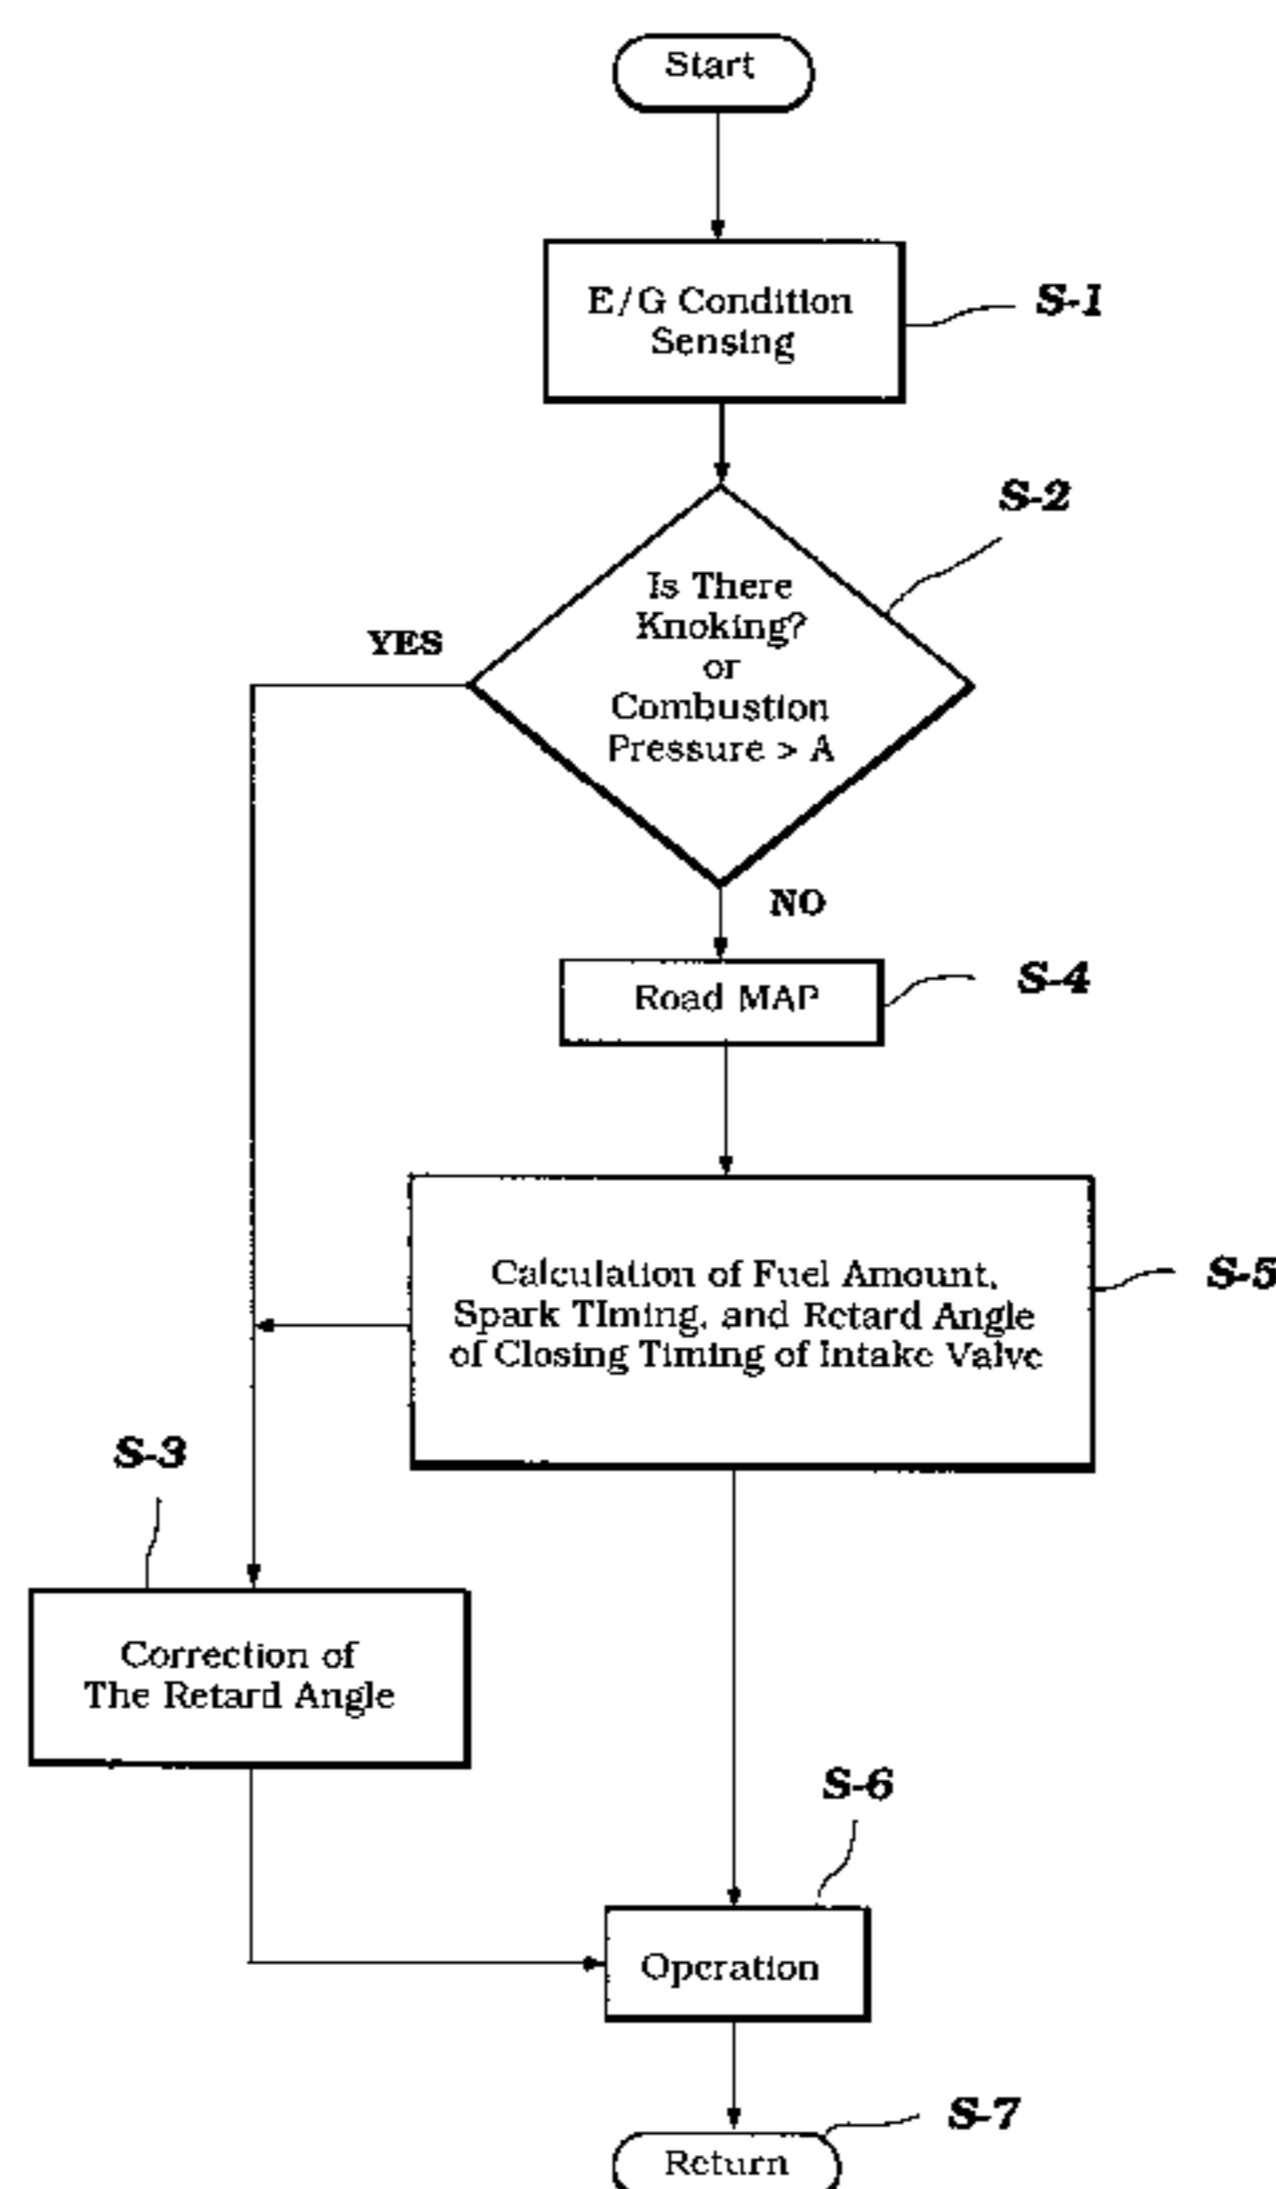 Start
E/G Condition
Sensing
S-1
S-2
Is There
Knoking?
or
Combustion
Pressure > A
YES
NO
Road MAP
S-4
Calculation of Fuel Amount,
Spark TIming, and Retard Angle
of Closing Timing of Intake Valve
S-5
S-3
Correction of
The Retard Angle
S-6
Operation
S-7
Return